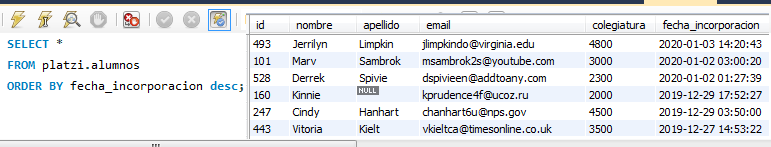 SELECT *
FROM platzi.alumnos
ORDER BY fecha_incorporacion desc;
id nombre apellido email colegiatura fecha_incorporacion
493 Jerrilyn Limpkin jlimpkindo@virginia.edu 4800 2020-01-03 14:20:43
101 Marv Sambrok msambrok2s@youtube.com 3000 2020-01-02 03:00:20
528 Derrek Spivie dspivieen@addtoany.com 2300 2020-01-02 01:27:39
160 Kinnie NULL kprudence4f@ucoz.ru 2000 2019-12-29 17:52:27
247 Cindy Hanhart chanhart6u@nps.gov 4500 2019-12-29 03:50:00
443 Vitoria Kielt vkieltca@timesonline.co.uk 3500 2019-12-27 14:53:22